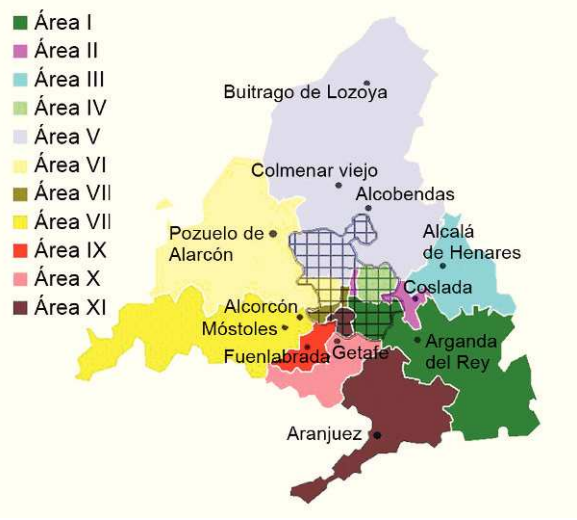 Área I
Área II
Área III
Área IV
Área V
Área VI
Área VII
Área VII
Área IX
Área X
Área XI
Buitrago de Lozoya
Colmenar viejo
Alcobendas
Pozuelo de
Alarcón
Alcalá
de Henares
Coslada
Alcorcón
Móstoles
Fuenlabrada
Getafe
Arganda
del Rey
Aranjuez